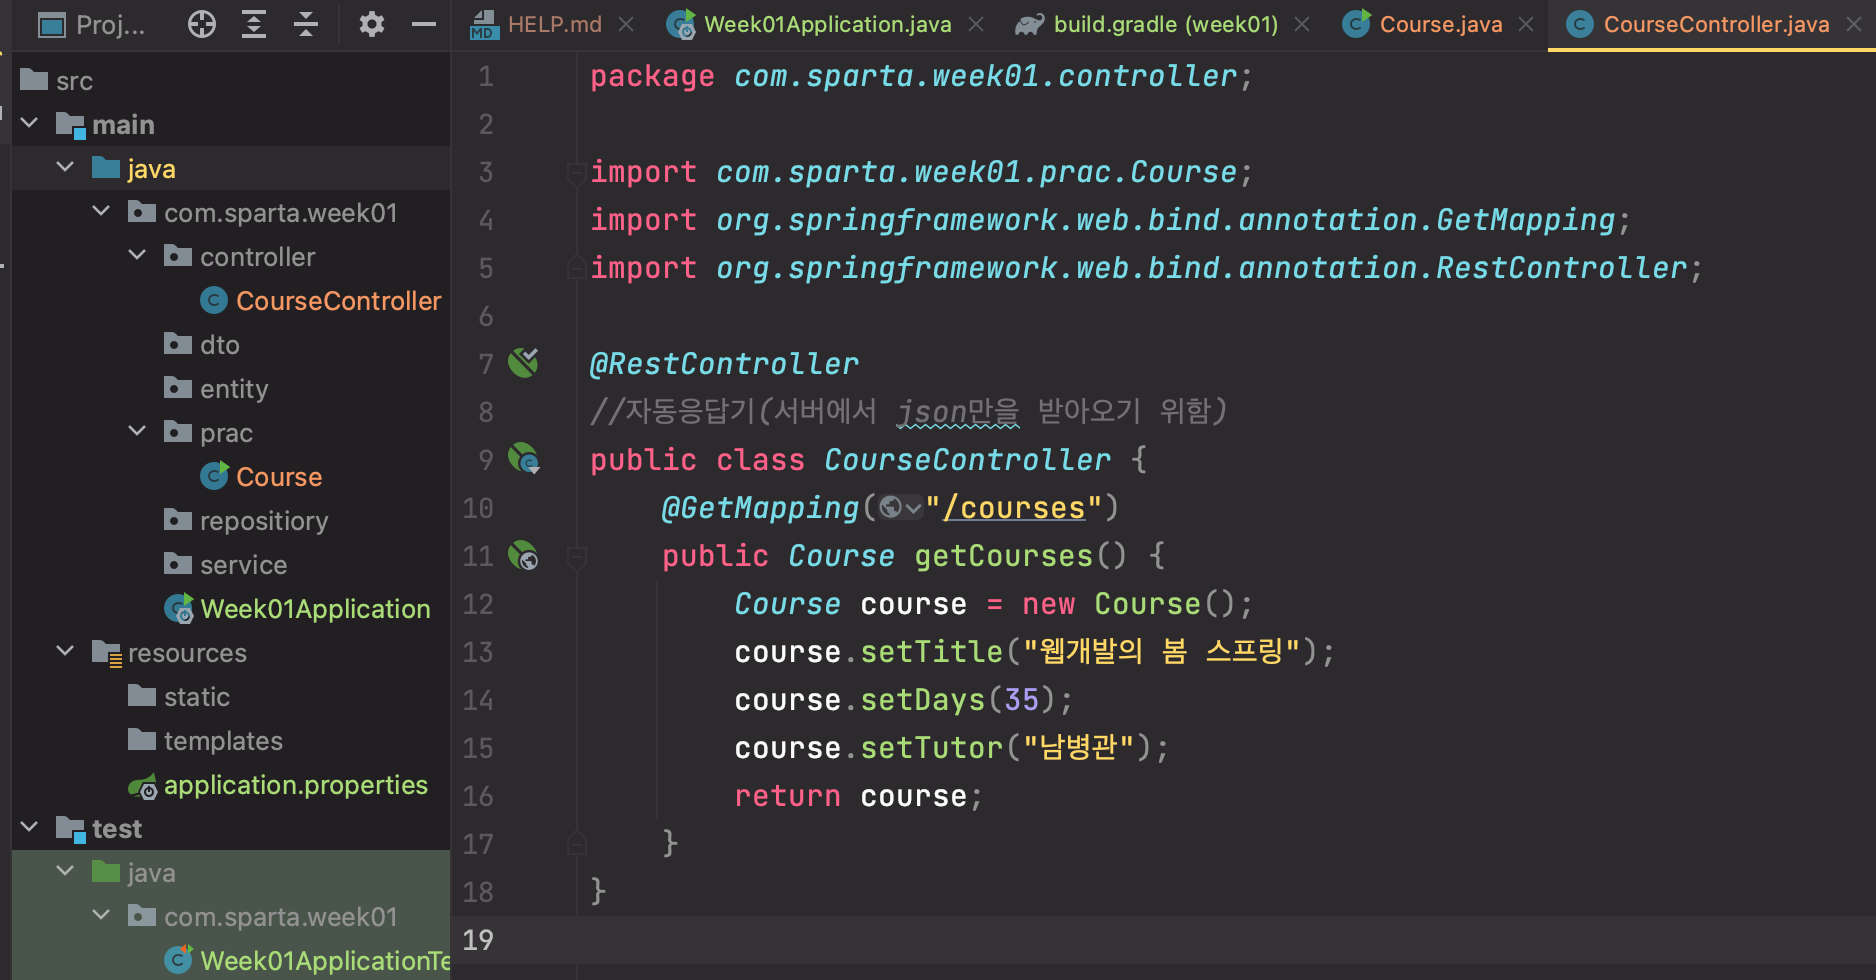 Proj...
HELP.md
Week01Application.java
build.gradle (week01)
Course.java
CourseController.java
src
main
java
com.sparta.week01
controller
CourseController
dto
entity
prac
Course
repositiory
service
Week01Application
resources
static
templates
application.properties
test
java
com.sparta.week01
Week01ApplicationTe
1 package com.sparta.week01.controller;
2
3 import com.sparta.week01.prac.Course;
4 import org.springframework.web.bind.annotation.GetMapping;
5 import org.springframework.web.bind.annotation.RestController;
6
7 @RestController
8 //자동응답기(서버에서 json만을 받아오기 위함)
9 public class CourseController {
10 @GetMapping("/courses")
11 public Course getCourses() {
12 Course course = new Course();
13 course.setTitle("웹개발의 봄 스프링");
14 course.setDays(35);
15 course.setTutor("남병관");
16 return course;
17 }
18 }
19